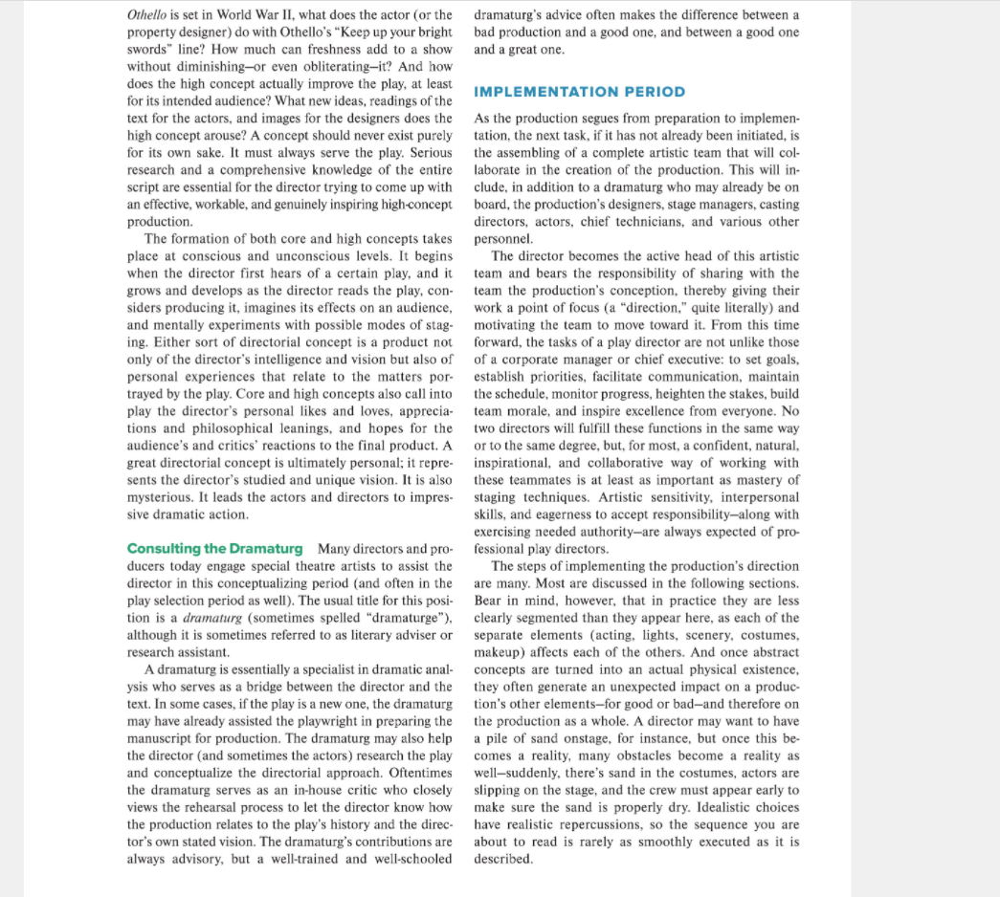 Othello is set in World War II, what does the actor (or the
property designer) do with Othello's “Keep up your bright
swords” line? How much can freshness add to a show
without diminishing—or even obliterating—it? And how
does the high concept actually improve the play, at least
for its intended audience? What new ideas, readings of the
text for the actors, and images for the designers does the
high concept arouse? A concept should never exist purely
for its own sake. It must always serve the play. Serious
research and a comprehensive knowledge of the entire
script are essential for the director trying to come up with
an effective, workable, and genuinely inspiring high-concept
production.
The formation of both core and high concepts takes
place at conscious and unconscious levels. It begins
when the director first hears of a certain play, and it
grows and develops as the director reads the play, con-
siders producing it, imagines its effects on an audience,
and mentally experiments with possible modes of stag-
ing. Either sort of directorial concept is a product not
only of the director's intelligence and vision but also of
personal experiences that relate to the matters por-
trayed by the play. Core and high concepts also call into
play the director's personal likes and loves, apprecia-
tions and philosophical leanings, and hopes for the
audience's and critics' reactions to the final product. A
great directorial concept is ultimately personal; it repre-
sents the director's studied and unique vision. It is also
mysterious. It leads the actors and directors to impres-
sive dramatic action.
Consulting the Dramaturg Many directors and pro-
ducers today engage special theatre artists to assist the
director in this conceptualizing period (and often in the
play selection period as well). The usual title for this posi-
tion is a dramaturg (sometimes spelled “dramaturge”),
although it is sometimes referred to as literary adviser or
research assistant.
A dramaturg is essentially a specialist in dramatic anal-
ysis who serves as a bridge between the director and the
text. In some cases, if the play is a new one, the dramaturg
may have already assisted the playwright in preparing the
manuscript for production. The dramaturg may also help
the director (and sometimes the actors) research the play
and conceptualize the directorial approach. Oftentimes
the dramaturg serves as an in-house critic who closely
views the rehearsal process to let the director know how
the production relates to the play's history and the direc-
tor's own stated vision. The dramaturg's contributions are
always advisory, but a well-trained and well-schooled
dramaturg's advice often makes the difference between a
bad production and a good one, and between a good one
and a great one.
IMPLEMENTATION PERIOD
As the production segues from preparation to implemen-
tation, the next task, if it has not already been initiated, is
the assembling of a complete artistic team that will col-
laborate in the creation of the production. This will in-
clude, in addition to a dramaturg who may already be on
board, the production's designers, stage managers, casting
directors, actors, chief technicians, and various other
personnel.
The director becomes the active head of this artistic
team and bears the responsibility of sharing with the
team the production's conception, thereby giving their
work a point of focus (a “direction,” quite literally) and
motivating the team to move toward it. From this time
forward, the tasks of a play director are not unlike those
of a corporate manager or chief executive: to set goals,
establish priorities, facilitate communication, maintain
the schedule, monitor progress, heighten the stakes, build
team morale, and inspire excellence from everyone. No
two directors will fulfill these functions in the same way
or to the same degree, but, for most, a confident, natural,
inspirational, and collaborative way of working with
these teammates is at least as important as mastery of
staging techniques. Artistic sensitivity, interpersonal
skills, and eagerness to accept responsibility—along with
exercising needed authority—are always expected of pro-
fessional play directors.
The steps of implementing the production's direction
are many. Most are discussed in the following sections.
Bear in mind, however, that in practice they are less
clearly segmented than they appear here, as each of the
separate elements (acting, lights, scenery, costumes,
makeup) affects each of the others. And once abstract
concepts are turned into an actual physical existence,
they often generate an unexpected impact on a produc-
tion's other elements—for good or bad—and therefore on
the production as a whole. A director may want to have
a pile of sand onstage, for instance, but once this be-
comes a reality, many obstacles become a reality as
well—suddenly, there's sand in the costumes, actors are
slipping on the stage, and the crew must appear early to
make sure the sand is properly dry. Idealistic choices
have realistic repercussions, so the sequence you are
about to read is rarely as smoothly executed as it is
described.